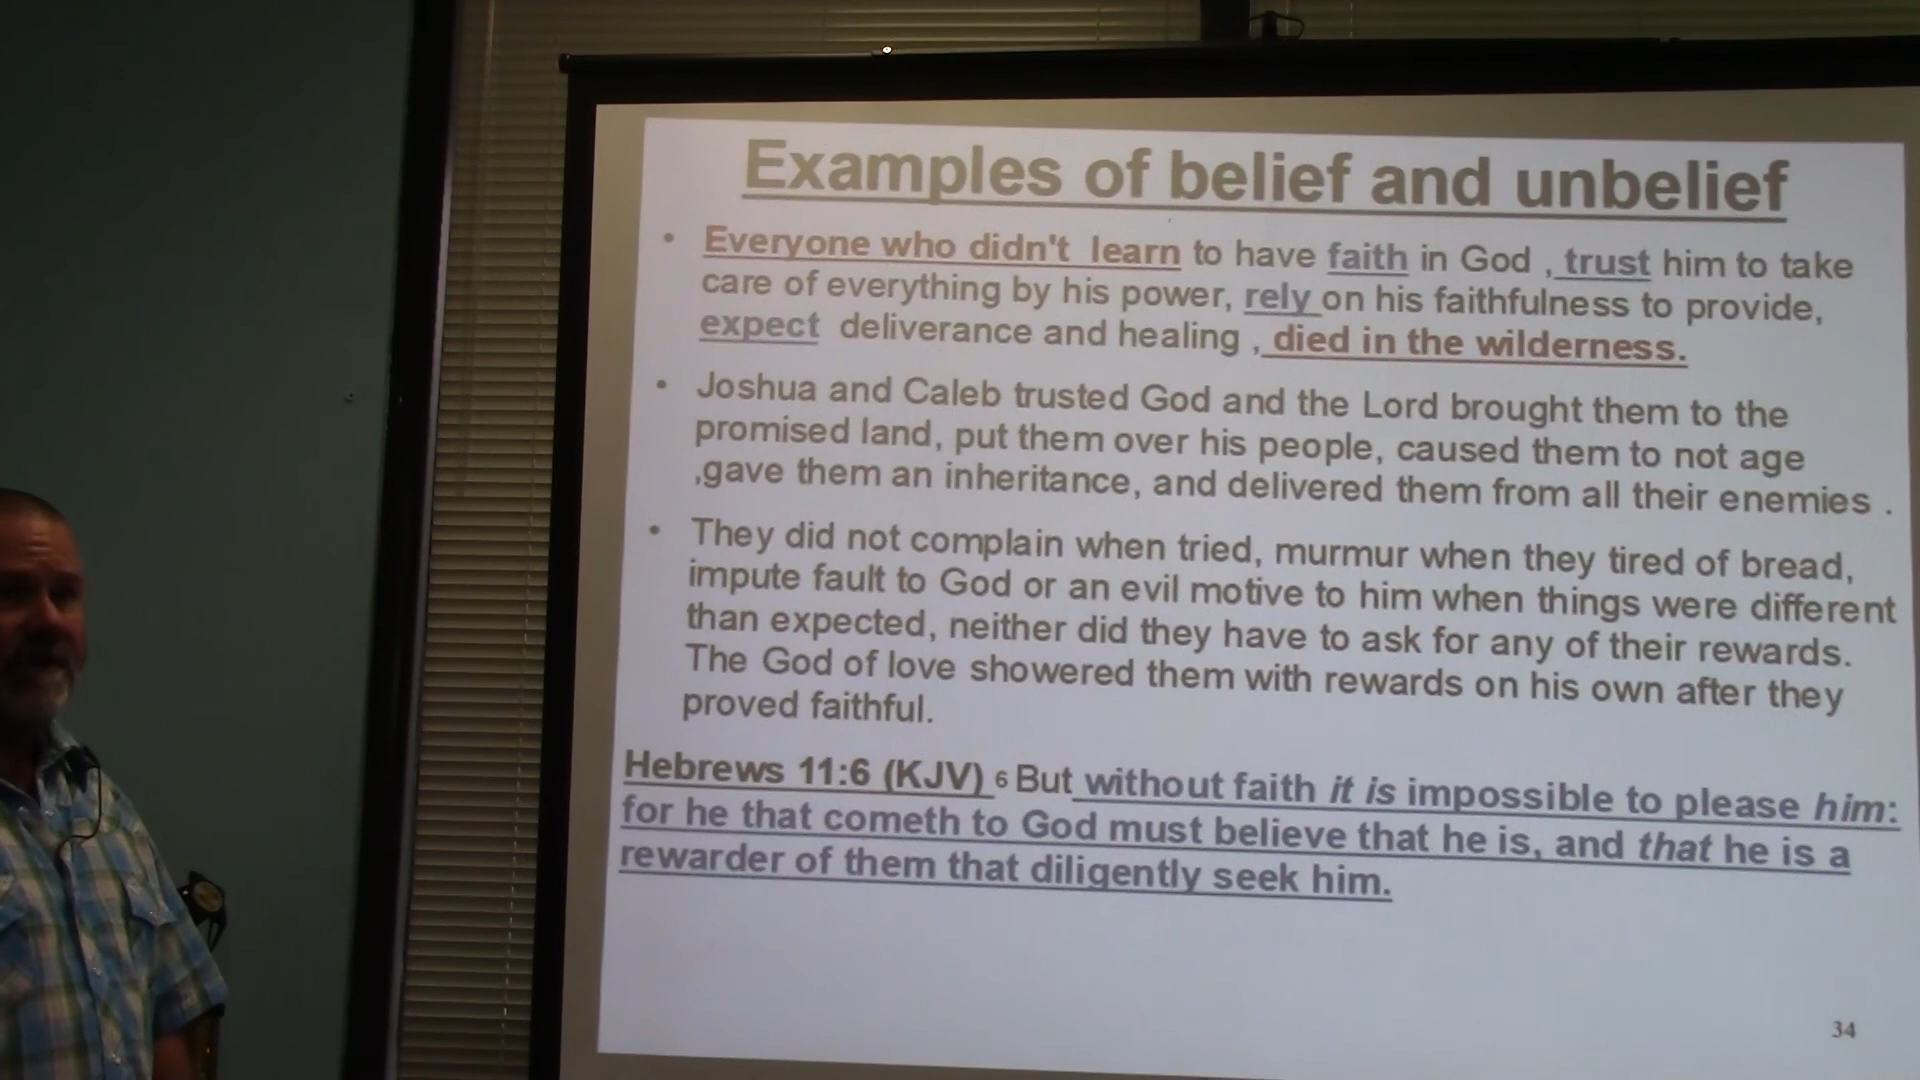 Examples of belief and unbelief
• Everyone who didn't learn to have faith in God , trust him to take
care of everything by his power, rely on his faithfulness to provide,
expect deliverance and healing , died in the wilderness.
• Joshua and Caleb trusted God and the Lord brought them to the
promised land, put them over his people, caused them to not age
,gave them an inheritance, and delivered them from all their enemies .
• They did not complain when tried, murmur when they tired of bread,
impute fault to God or an evil motive to him when things were different
than expected, neither did they have to ask for any of their rewards.
The God of love showered them with rewards on his own after they
proved faithful.
Hebrews 11:6 (KJV) 6 But without faith it is impossible to please him:
for he that cometh to God must believe that he is, and that he is a
rewarder of them that diligently seek him.
34